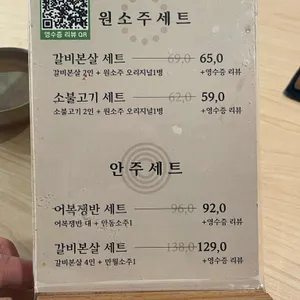 영수증 리뷰 QR
원소주세트
갈비본살 세트 69,0 65,0
갈비본살 2인 + 원소주 오리지널1병 +영수증 리뷰
소불고기 세트 62,0 59,0
소불고기 2인 + 원소주 오리지널1병 +영수증 리뷰
안주세트
어복쟁반 세트 96,0 92,0
어복쟁반 대 + 안동소주1 +영수증 리뷰
갈비본살 세트 138,0 129,0
갈비본살 4인 + 만월소주1 +영수증 리뷰